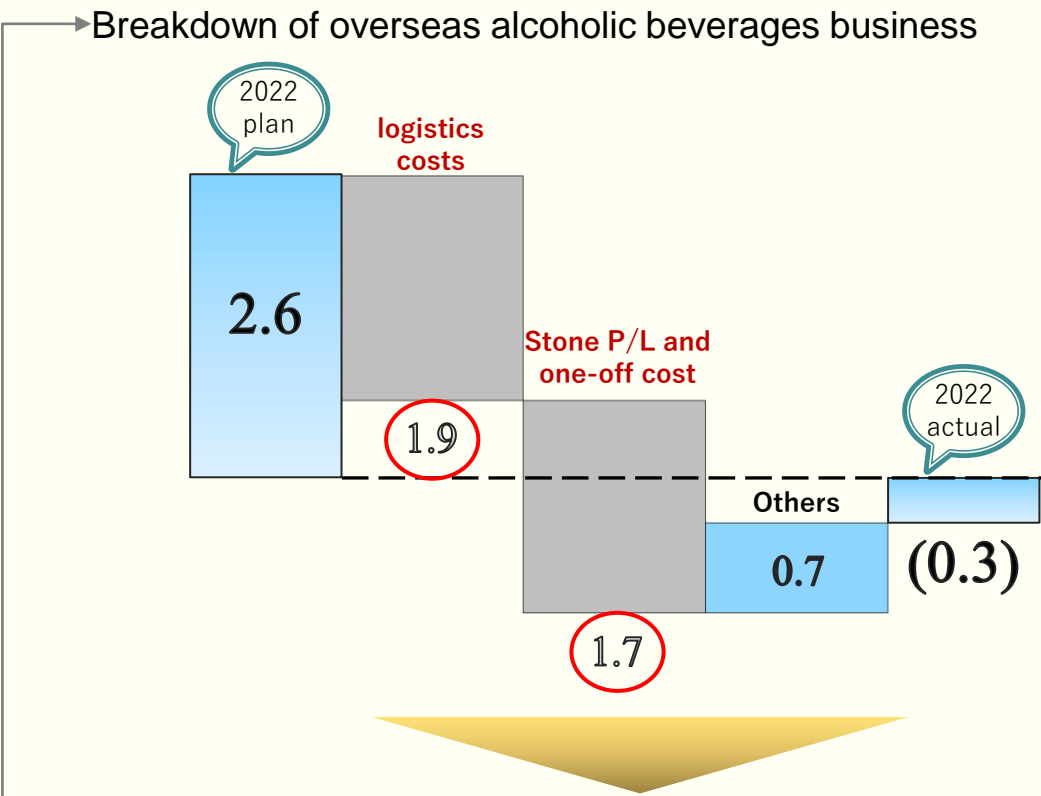 Breakdown of overseas alcoholic beverages business
2022
plan
logistics
costs
2.6
1.9
Stone P/L and
one-off cost
1.7
Others
0.7
2022
actual
(0.3)